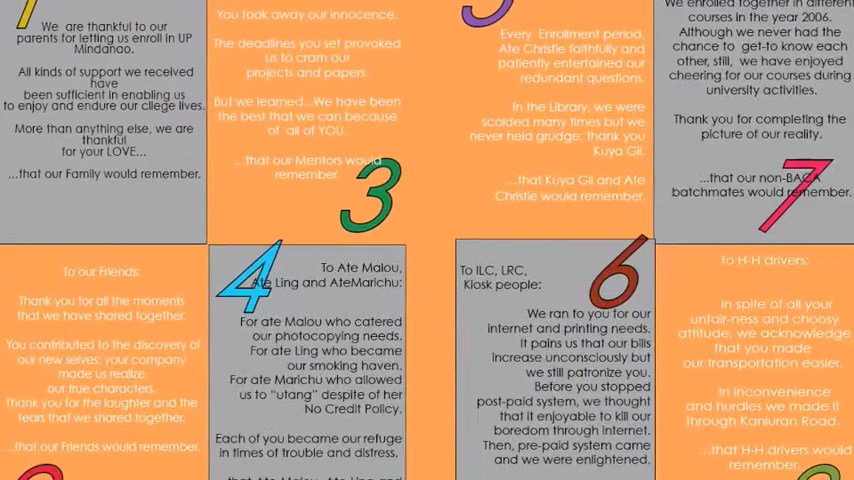 1
We are thankful to our
parents for letting us enroll in UP
Mindanao.
All kinds of support we received
have
been sufficient in enabling us
to enjoy and endure our cllege lives.
More than anything else, we are
thankful
for your LOVE...
...that our Family would remember.
You took away our innocence.
The deadlines you set provoked
us to cram our
projects and papers.
But we learned...We have been
the best that we can because
of all of YOU.
...that our Mentors would
remember.
3
5
Every Enrollment period,
Ate Christie faithfully and
patiently entertained our
redundant questions.
In the Library, we were
scolded many times but we
never held grudge; thank you
Kuya Gil.
...that Kuya Gil and Ate
Christie would remember.
We enrolled together in different
courses in the year 2006.
Although we never had the
chance to get-to know each
other, still, we have enjoyed
cheering for our courses during
university activities.
Thank you for completing the
picture of our reality.
...that our non-BACA
batchmates would remember.
7
To our Friends:
Thank you for all the moments
that we have shared together.
You contributed to the discovery of
our new selves; your company
made us realize
our true characters.
Thank you for the laughter and the
tears that we shared together.
...that our Friends would remember.
4
To Ate Malou,
Ate Ling and AteMarichu:
For ate Malou who catered
our photocopying needs.
For ate Ling who became
our smoking haven.
For ate Marichu who allowed
us to "utang" despite of her
No Credit Policy.
Each of you became our refuge
in times of trouble and distress.
...that Ate Malou, Ate Ling and
6
To ILC, LRC,
Kiosk people:
We ran to you for our
internet and printing needs.
It pains us that our bills
increase unconsciously but
we still patronize you.
Before you stopped
post-paid system, we thought
that it enjoyable to kill our
boredom through internet.
Then, pre-paid system came
and we were enlightened.
To H-H drivers:
In spite of all your
unfair-ness and choosy
attitude, we acknowledge
that you made
our transportation easier.
In inconvenience
and hurdles we made it
through Kanluran Road.
...that H-H drivers would
remember.